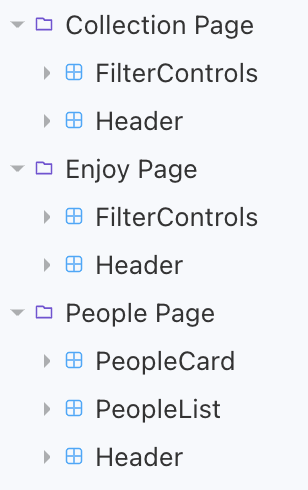 Collection Page
FilterControls
Header
Enjoy Page
FilterControls
Header
People Page
PeopleCard
PeopleList
Header